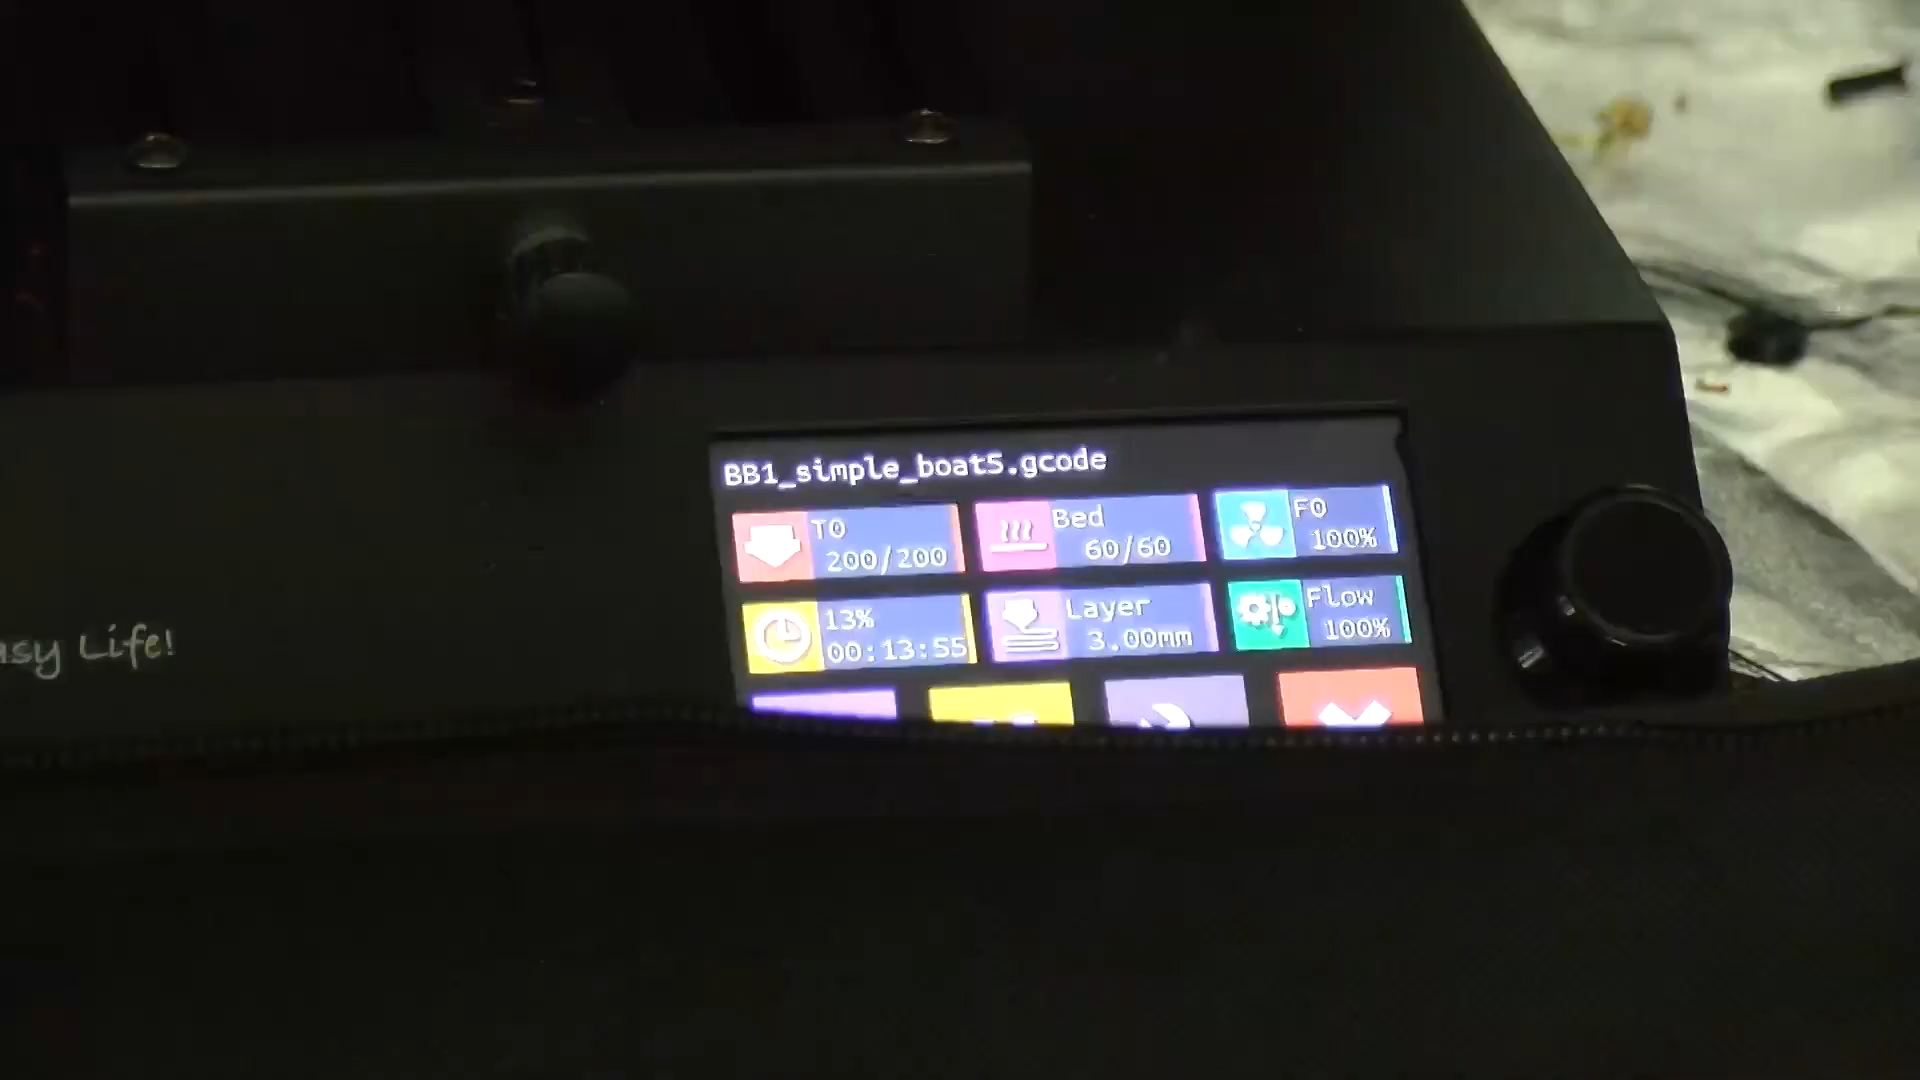 BB1_simple_boat5.gcode
T0
200/200
Bed
60/60
F0
100%
13%
00:13:55
Layer
3.00mm
Flow
100%
Life!